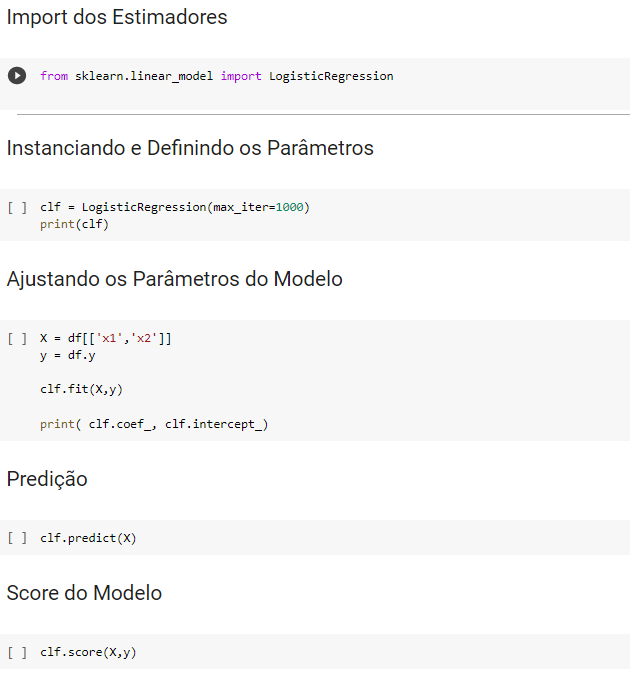 Import dos Estimadores
from sklearn.linear_model import LogisticRegression
Instanciando e Definindo os Parâmetros
[ ] clf = LogisticRegression(max_iter=1000)
print(clf)
Ajustando os Parâmetros do Modelo
[ ] X = df[['x1','x2']]
y = df.y
clf.fit(X,y)
print( clf.coef_, clf.intercept_)
Predição
[ ] clf.predict(X)
Score do Modelo
[ ] clf.score(X,y)